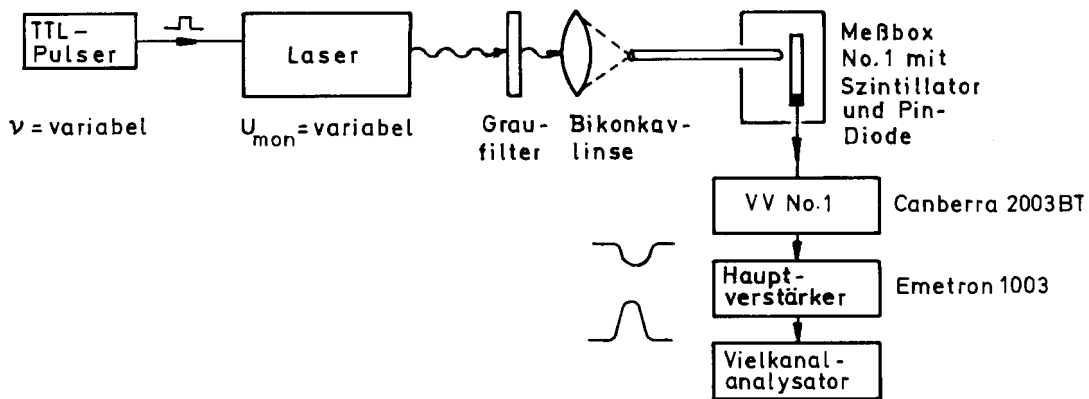 TTL-
Pulser
ν = variabel
Laser
U_mon = variabel
Grau-
filter
Bikonkav-
linse
Meßbox
No.1 mit
Szintillator
und Pin-
Diode
VV No.1
Canberra 2003BT
Haupt-
verstärker
Emetron 1003
Vielkanal-
analysator